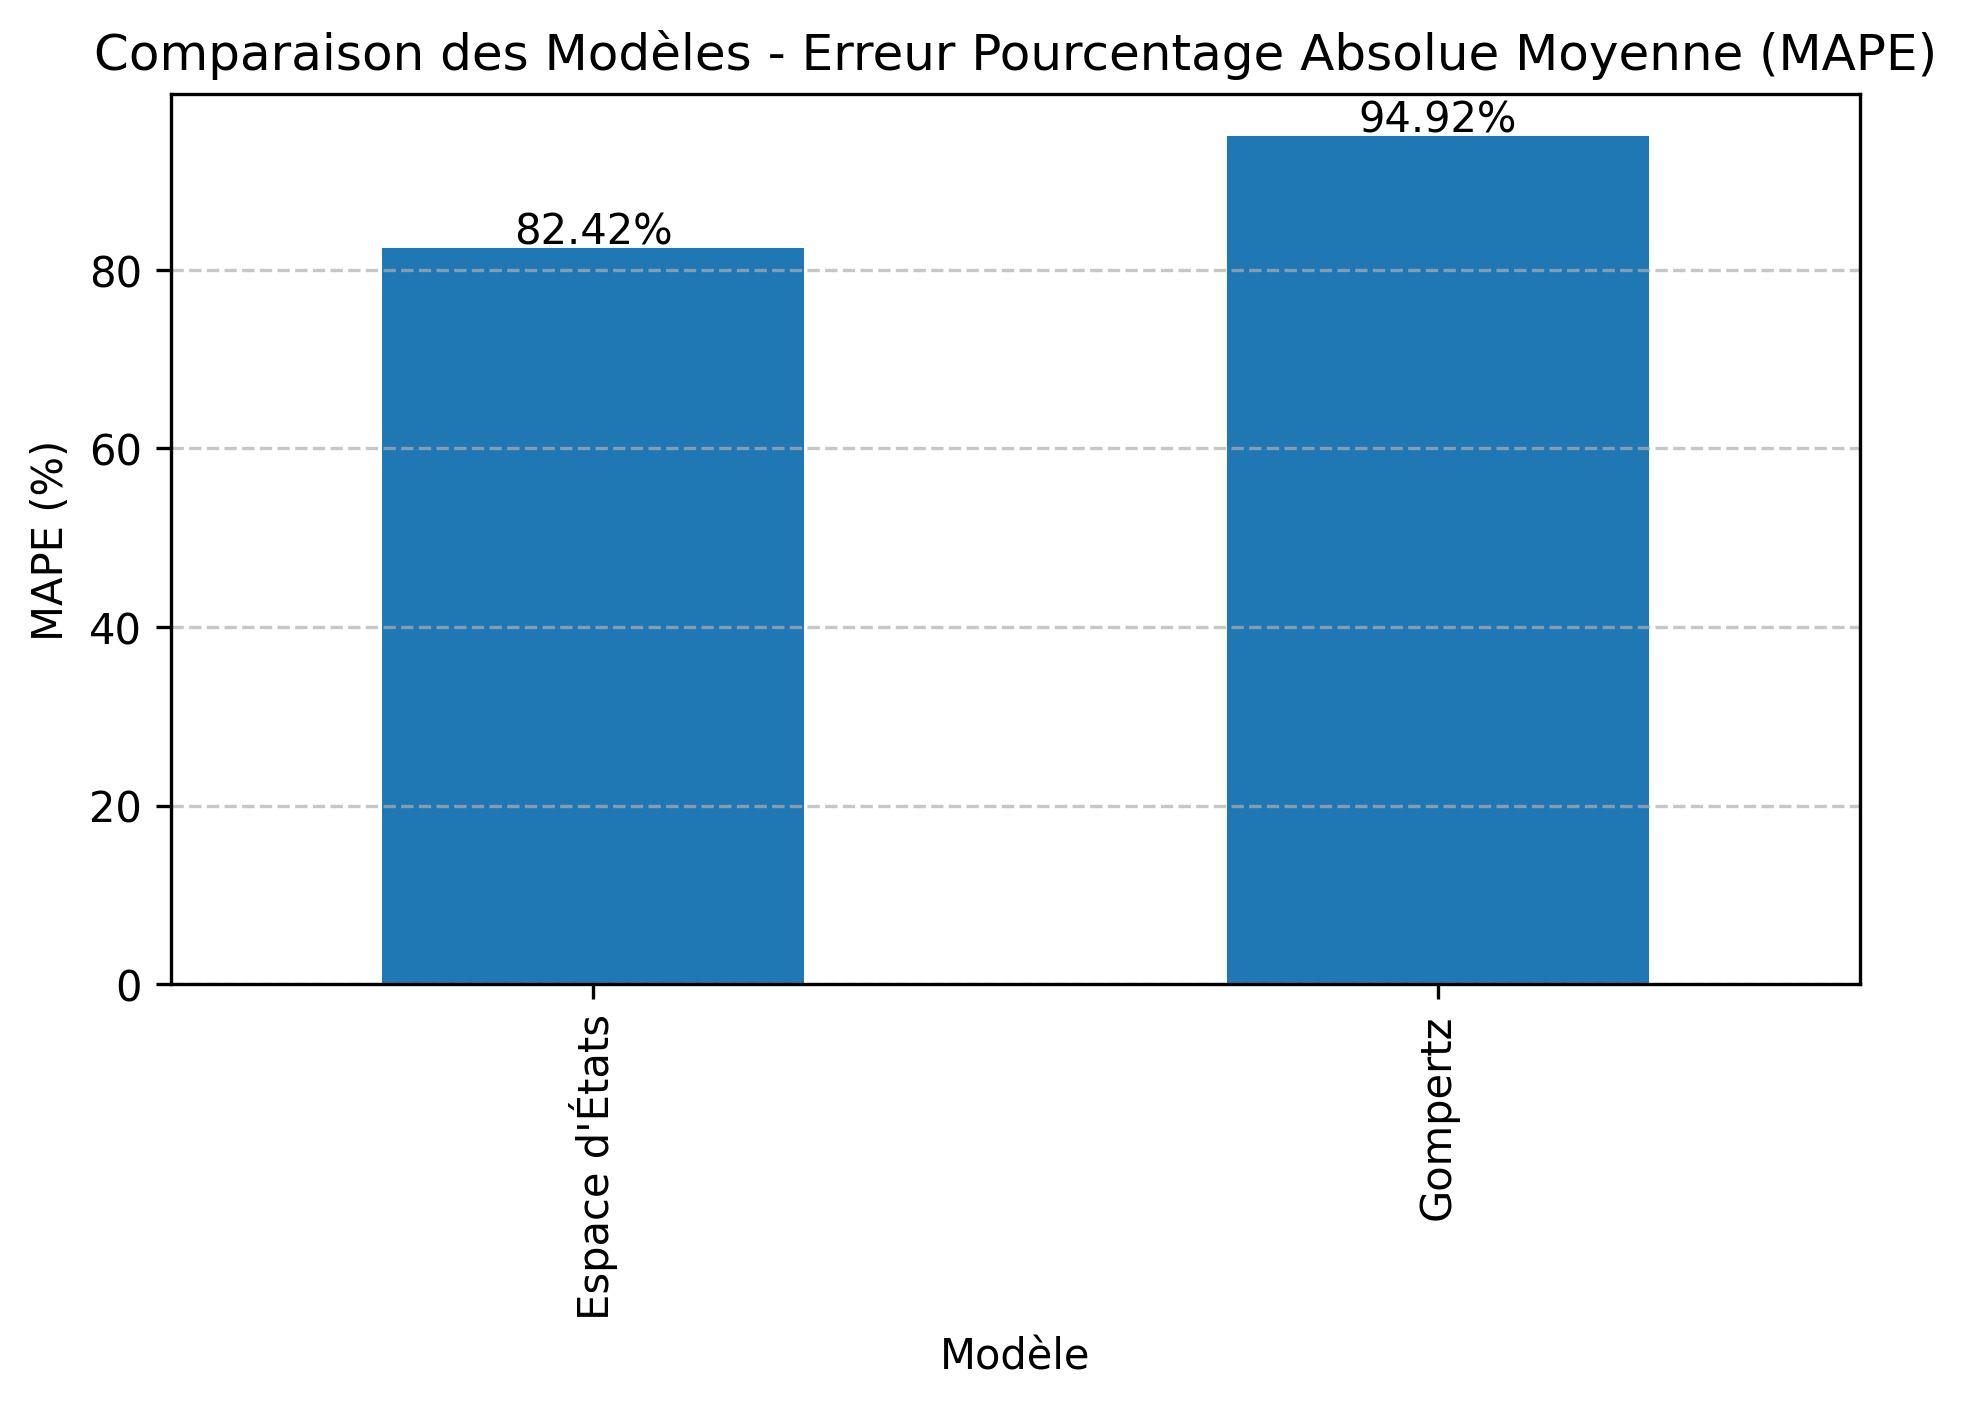 Comparaison des Modèles - Erreur Pourcentage Absolue Moyenne (MAPE)
94.92%
82.42%
80
60
40
20
0
MAPE (%)
Espace d'États
Gompertz
Modèle